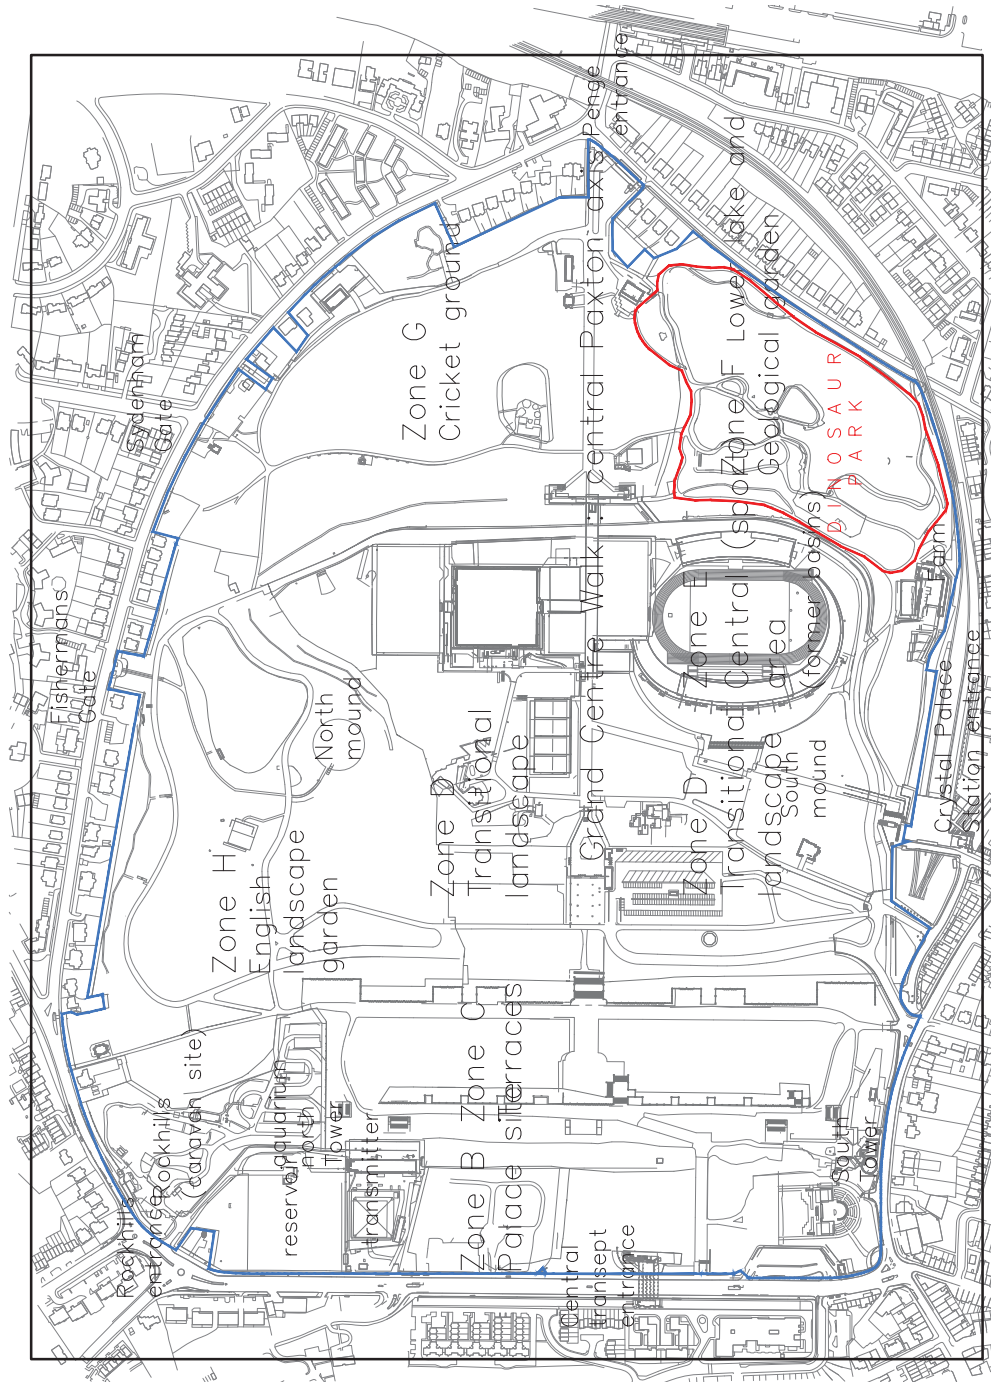 Rockhills
entrance
Rockhills
(caravan site)
Fishermans
Gate
Sydenham
Gate
Zone H
English
landscape
garden
reservoir
aquarium
north
Tower
transmitter
North
mound
Zone G
Cricket ground
Zone D
Transitional
landscape
Zone B
Palace site
Zone C
Terraces
Central
transept
entrance
Grand Centre Walk
central Paxton axis
Penge
entrance
Zone D
Transitional
landscape
Zone E
Central (sports)
area
(former basins)
Zone F Lower lake and
Geological garden
DINOSAUR
PARK
South
mound
South
Tower
Farm
Crystal Palace
Station entrance